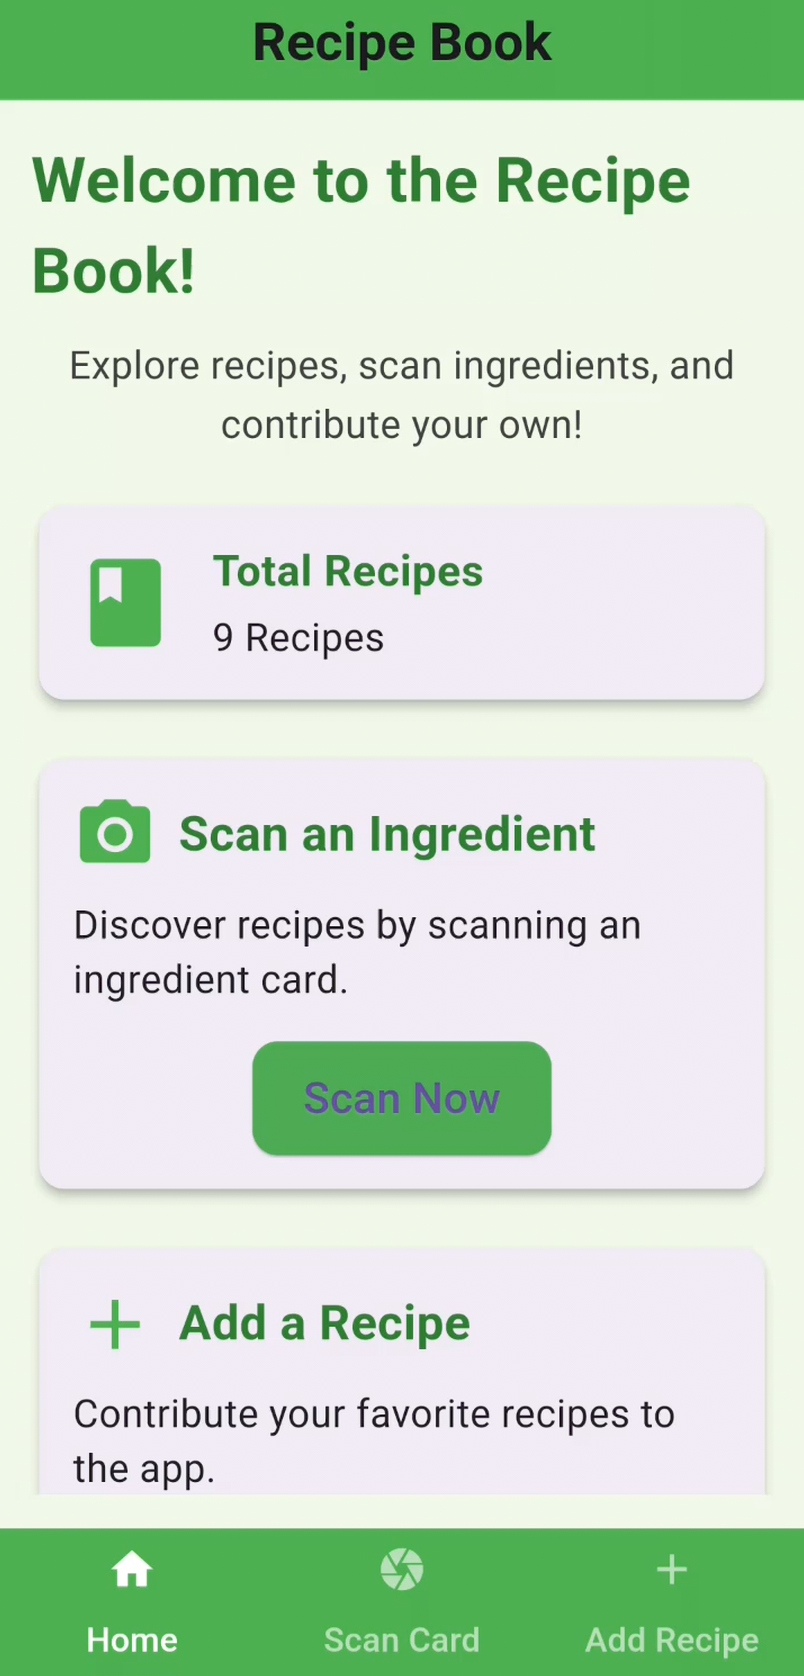 Recipe Book
Welcome to the Recipe
Book!
Explore recipes, scan ingredients, and
contribute your own!
Total Recipes
9 Recipes
Scan an Ingredient
Discover recipes by scanning an
ingredient card.
Scan Now
Add a Recipe
Contribute your favorite recipes to
the app.
Home
Scan Card
Add Recipe